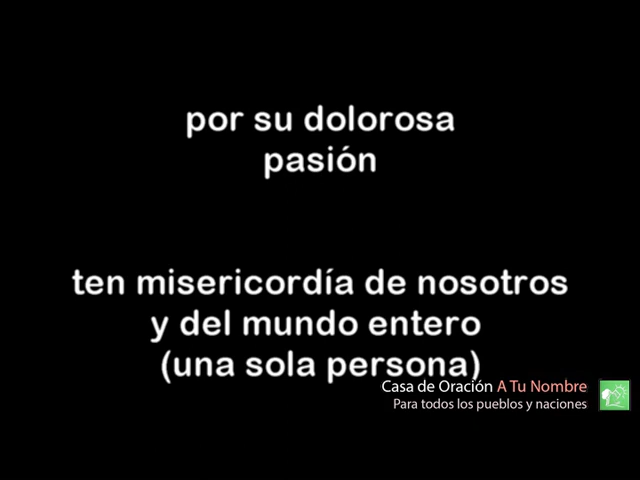 por su dolorosa
pasión
ten misericordía de nosotros
y del mundo entero
(una sola persona)
Casa de Oración A Tu Nombre
Para todos los pueblos y naciones